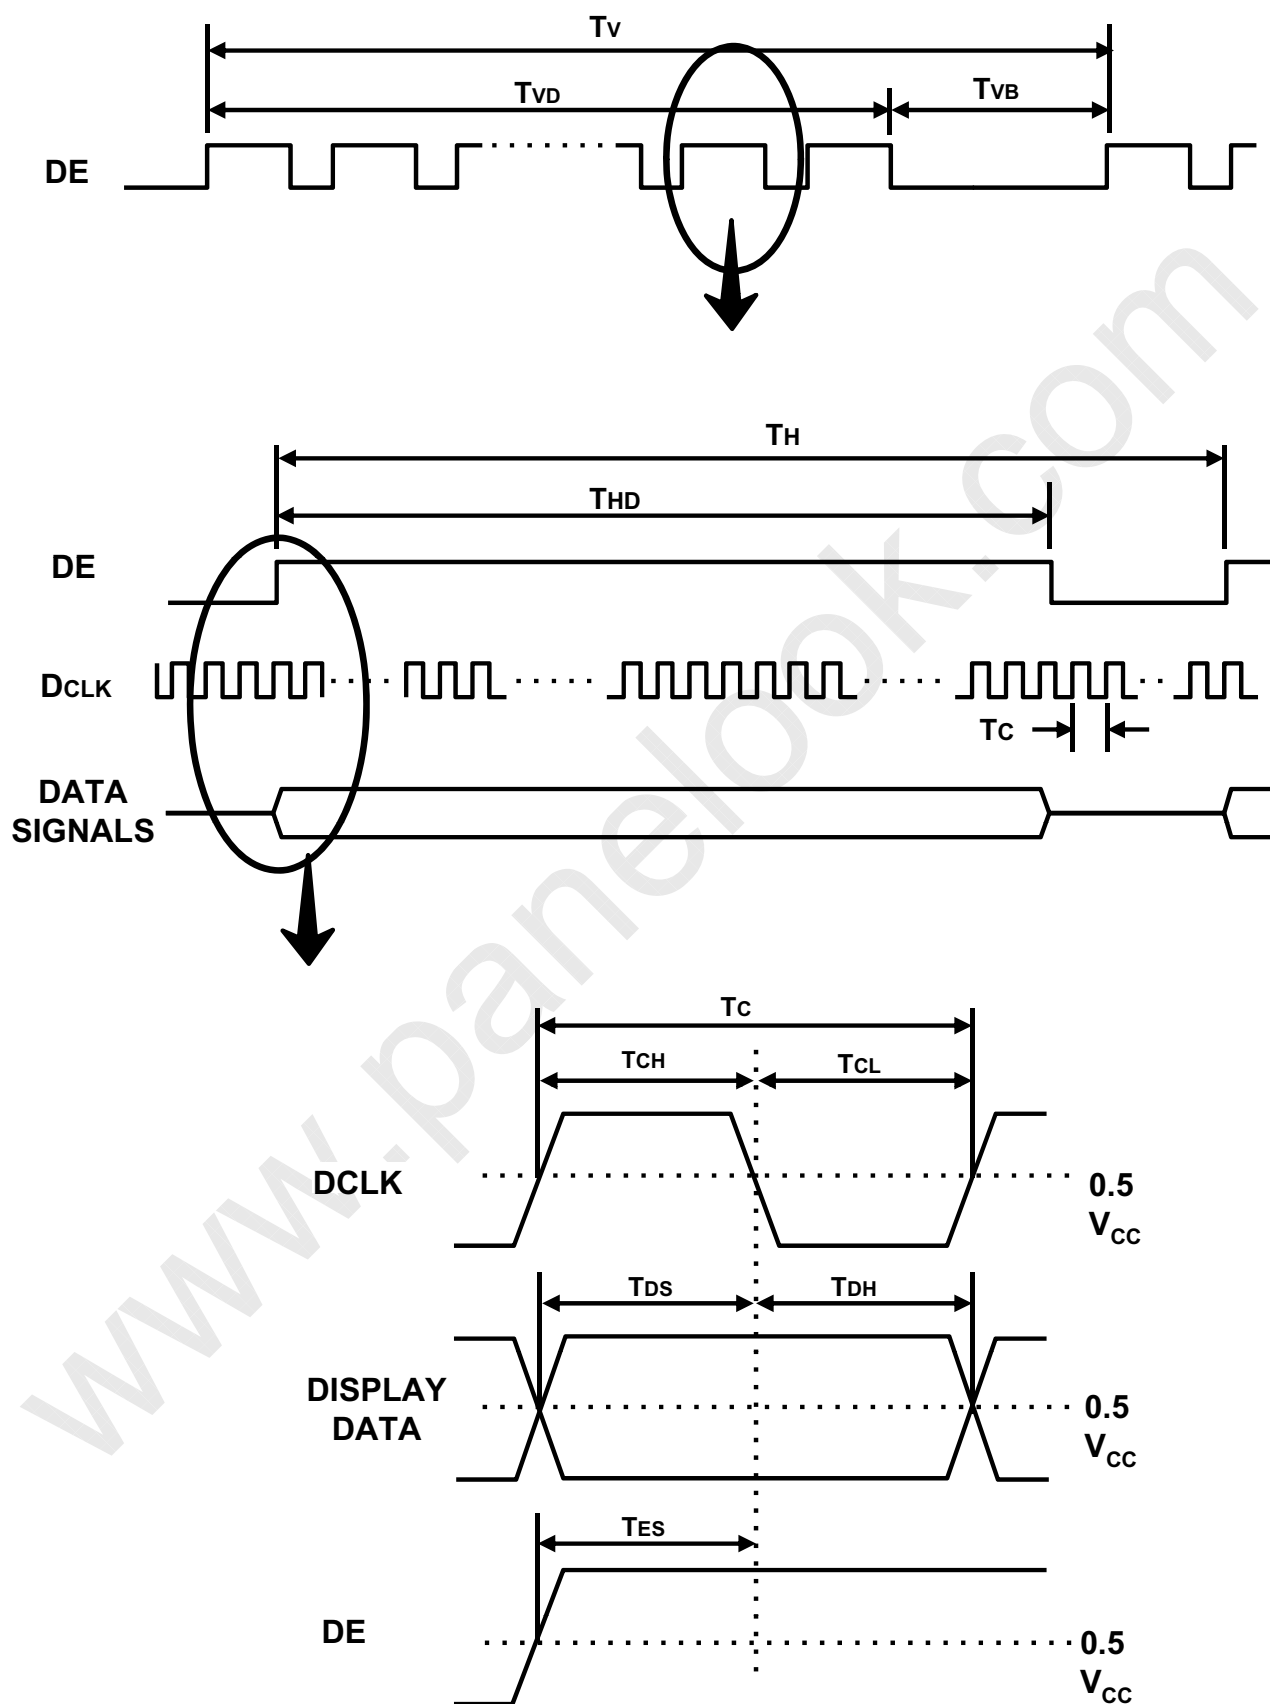 TV
TVD
TVB
DE
TH
THD
DE
DCLK
TC
DATA
SIGNALS
TC
TCH
TCL
DCLK
0.5
VCC
TDS
TDH
DISPLAY
DATA
0.5
VCC
TES
DE
0.5
VCC
www.panelook.com